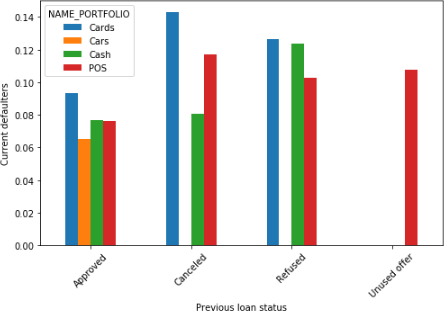 NAME_PORTFOLIO
Cards
Cars
Cash
POS
0.14
0.12
0.10
0.08
0.06
0.04
0.02
0.00
Current defaulters
Approved
Canceled
Refused
Unused offer
Previous loan status